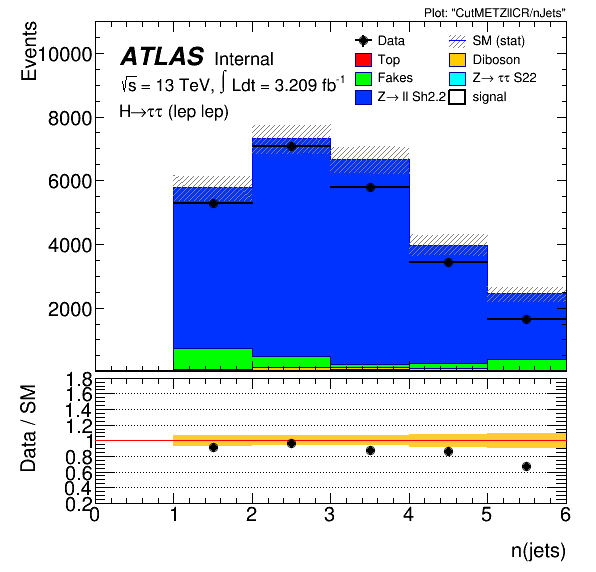 Plot: "CutMETZllCR/nJets"
Events
10000
8000
6000
4000
2000
ATLAS Internal
√s = 13 TeV, ∫ Ldt = 3.209 fb⁻¹
H→ττ (lep lep)
Data
SM (stat)
Top
Diboson
Fakes
Z→ ττ S22
Z→ ll Sh2.2
signal
Data / SM
1.8
1.6
1.4
1.2
1
0.8
0.6
0.4
0.2
0 1 2 3 4 5 6
n(jets)